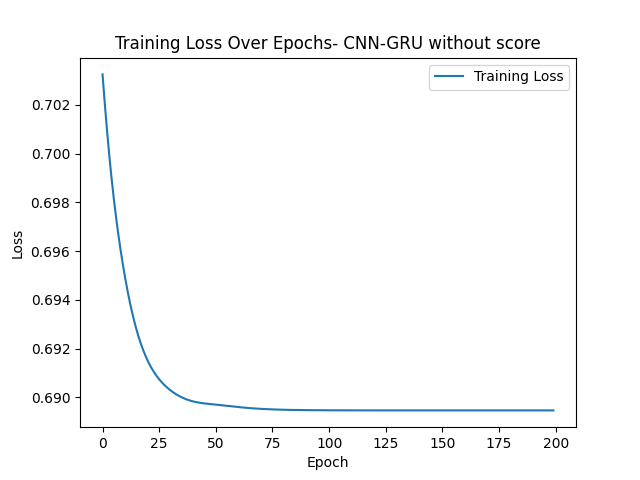 Training Loss Over Epochs- CNN-GRU without score
Training Loss
0.702
0.700
0.698
0.696
0.694
0.692
0.690
Loss
0 25 50 75 100 125 150 175 200
Epoch